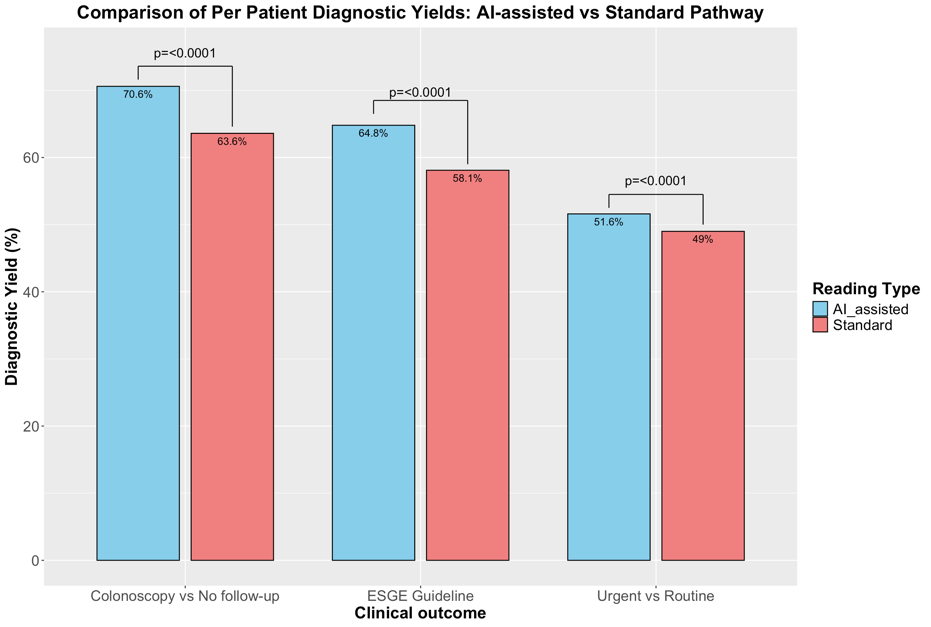 Comparison of Per Patient Diagnostic Yields: AI-assisted vs Standard Pathway
p=<0.0001
70.6%
63.6%
p=<0.0001
64.8%
58.1%
p=<0.0001
51.6%
49%
60
40
20
0
Diagnostic Yield (%)
Colonoscopy vs No follow-up
ESGE Guideline
Urgent vs Routine
Clinical outcome
Reading Type
AI_assisted
Standard